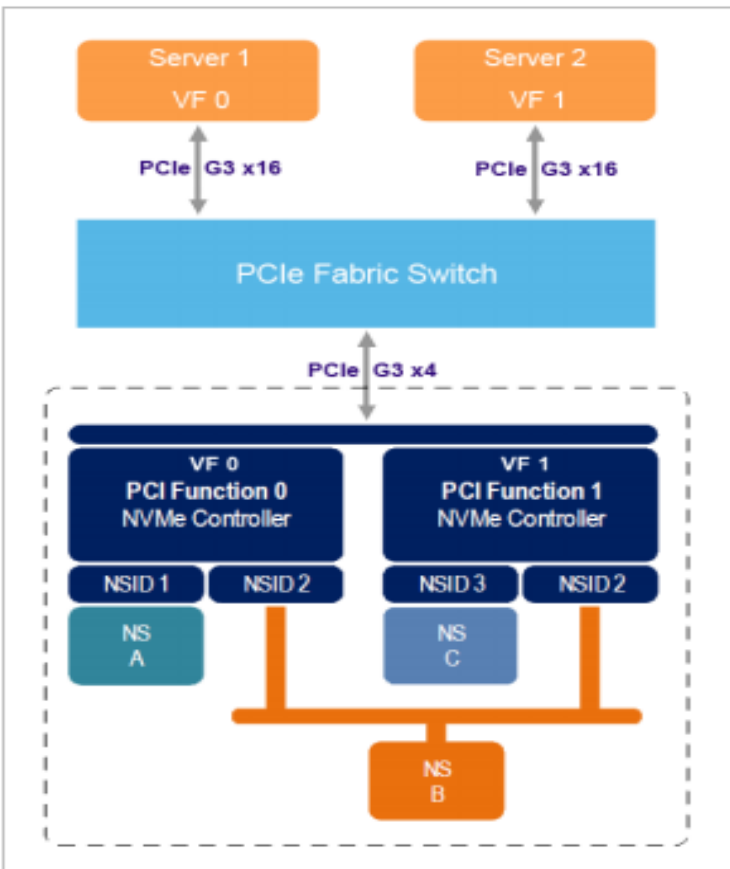 Server 1
VF 0
Server 2
VF 1
PCIe G3 x16
PCIe G3 x16
PCIe Fabric Switch
PCIe G3 x4
VF 0
PCI Function 0
NVMe Controller
VF 1
PCI Function 1
NVMe Controller
NSID 1
NSID 2
NSID 3
NSID 2
NS
A
NS
C
NS
B